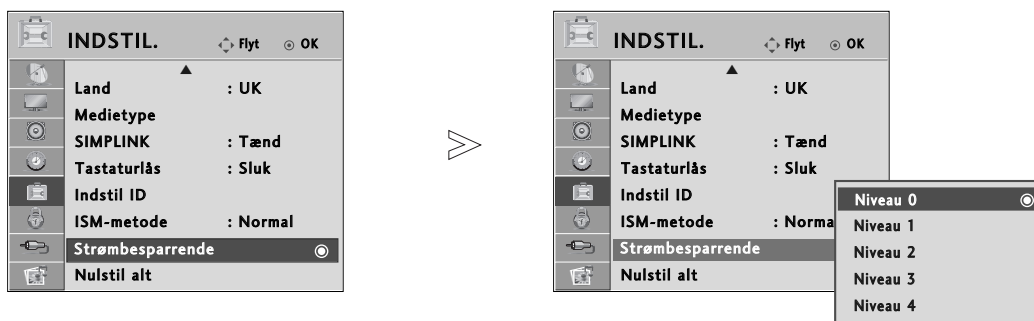 INDSTIL. Flyt OK
Land : UK
Medietype
SIMPLINK : Tænd
Tastaturlås : Sluk
Indstil ID
ISM-metode : Normal
Strømbesparrende
Nulstil alt
INDSTIL. Flyt OK
Land : UK
Medietype
SIMPLINK : Tænd
Tastaturlås : Sluk
Indstil ID
ISM-metode : Norma
Strømbesparrende
Nulstil alt
Niveau 0
Niveau 1
Niveau 2
Niveau 3
Niveau 4